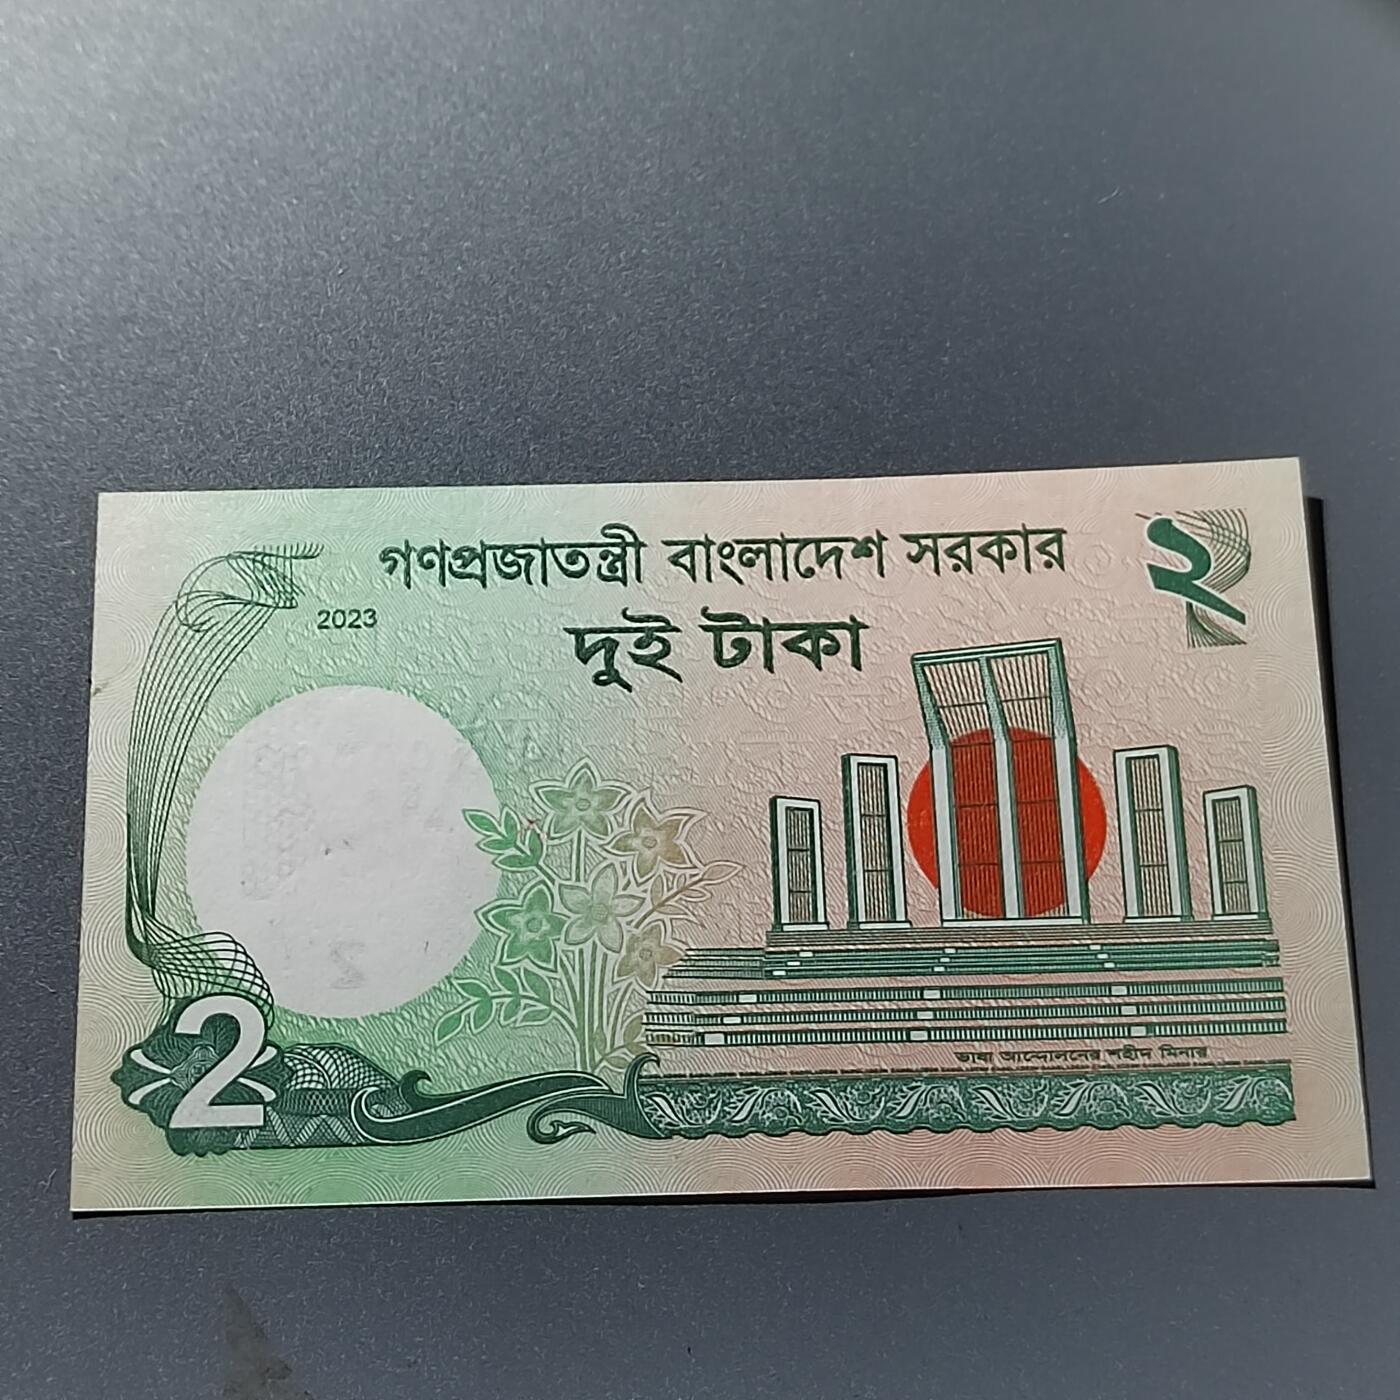 গণপ্রজাতন্ত্রী বাংলাদেশ সরকার
২
2023
দুই টাকা
ভাষা আন্দোলনের শহীদ মিনার
2